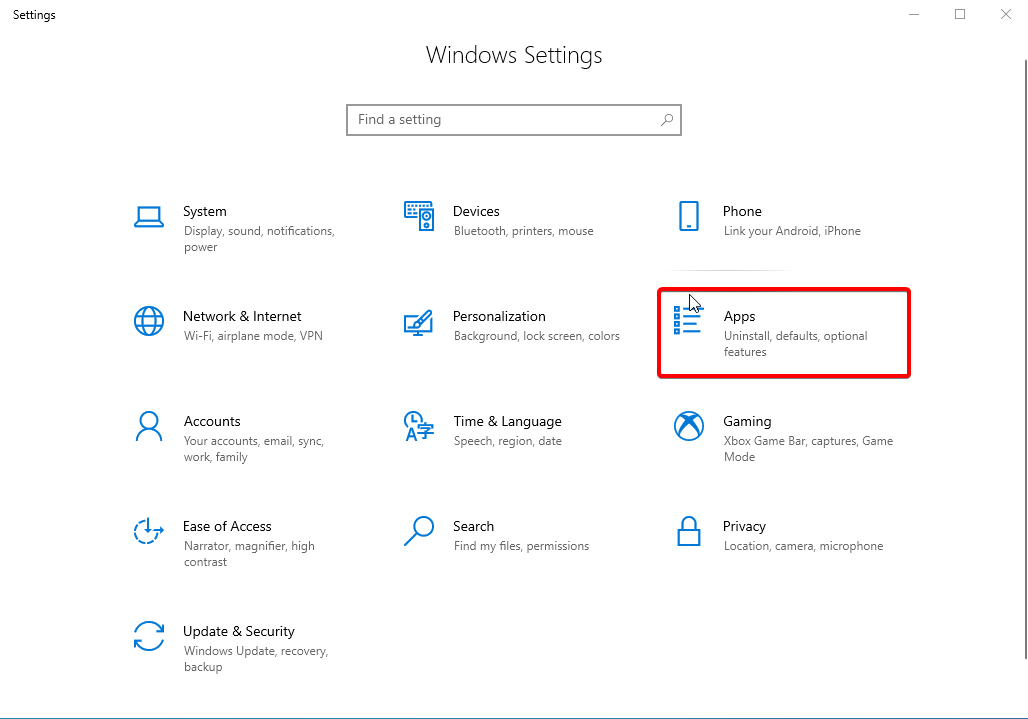 Settings
Windows Settings
Find a setting
System
Display, sound, notifications,
power
Devices
Bluetooth, printers, mouse
Phone
Link your Android, iPhone
Network & Internet
Wi-Fi, airplane mode, VPN
Personalization
Background, lock screen, colors
Apps
Uninstall, defaults, optional
features
Accounts
Your accounts, email, sync,
work, family
Time & Language
Speech, region, date
Gaming
Xbox Game Bar, captures, Game
Mode
Ease of Access
Narrator, magnifier, high
contrast
Search
Find my files, permissions
Privacy
Location, camera, microphone
Update & Security
Windows Update, recovery,
backup